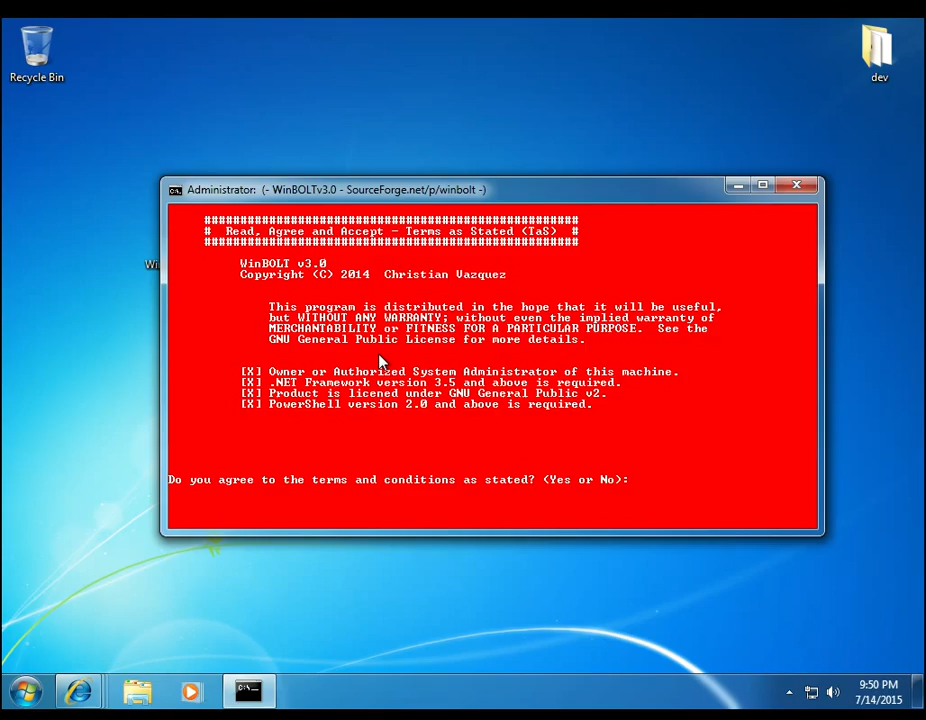 Recycle Bin
dev
Administrator: (- WinBOLTv3.0 - SourceForge.net/p/winbolt -)
####################################################
# Read, Agree and Accept - Terms as Stated (TaS) #
####################################################
WinBOLT v3.0
Copyright (C) 2014 Christian Vazquez
This program is distributed in the hope that it will be useful,
but WITHOUT ANY WARRANTY; without even the implied warranty of
MERCHANTABILITY or FITNESS FOR A PARTICULAR PURPOSE. See the
GNU General Public License for more details.
[X] Owner or Authorized System Administrator of this machine.
[X] .NET Framework version 3.5 and above is required.
[X] Product is licened under GNU General Public v2.
[X] PowerShell version 2.0 and above is required.
Do you agree to the terms and conditions as stated? (Yes or No):
9:50 PM
7/14/2015